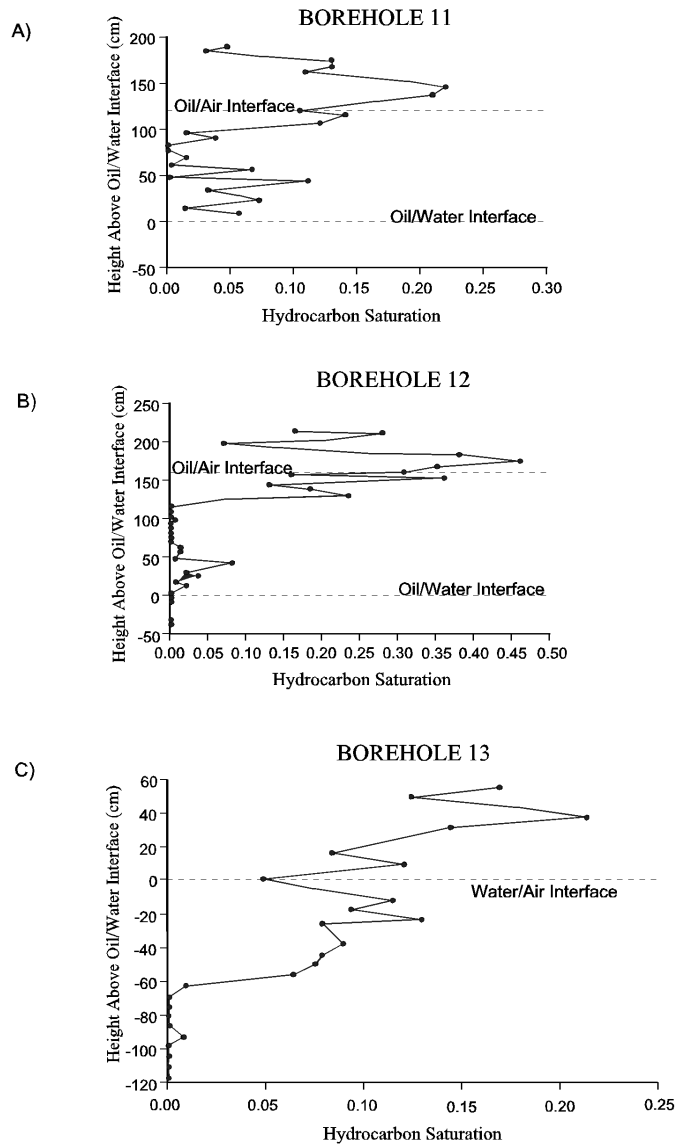 A)
BOREHOLE 11
Height Above Oil/Water Interface (cm)
200
150
Oil/Air Interface
100
50
Oil/Water Interface
0
-50
0.00 0.05 0.10 0.15 0.20 0.25 0.30
Hydrocarbon Saturation
B)
BOREHOLE 12
Height Above Oil/Water Interface (cm)
250
200
Oil/Air Interface
150
100
50
Oil/Water Interface
0
-50
0.00 0.05 0.10 0.15 0.20 0.25 0.30 0.35 0.40 0.45 0.50
Hydrocarbon Saturation
C)
BOREHOLE 13
Height Above Oil/Water Interface (cm)
60
40
20
0
Water/Air Interface
-20
-40
-60
-80
-100
-120
0.00 0.05 0.10 0.15 0.20 0.25
Hydrocarbon Saturation